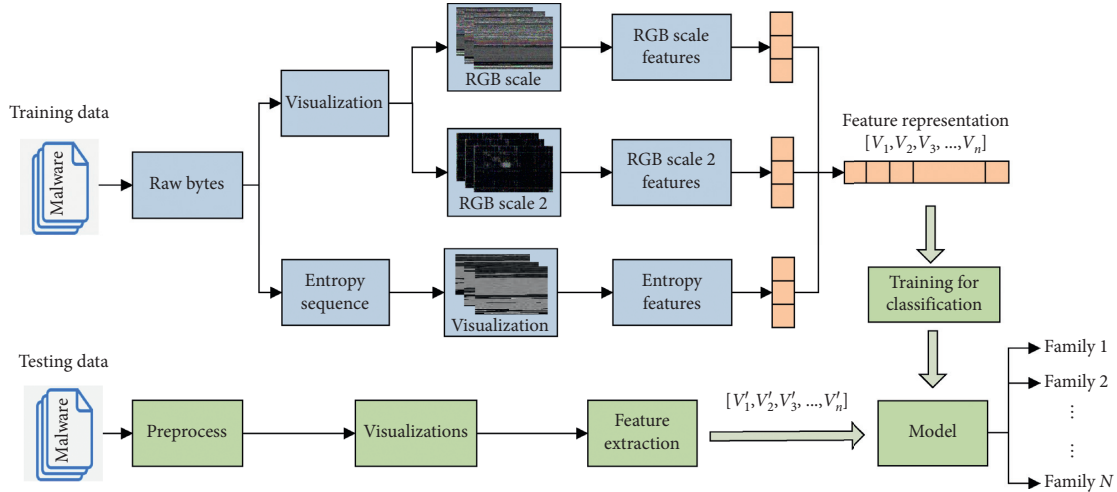 Training data
Malware
Raw bytes
Visualization
RGB scale
RGB scale
features
RGB scale 2
RGB scale 2
features
Entropy
sequence
Visualization
Entropy
features
Feature representation
[V1, V2, V3, ..., Vn]
Training for
classification
Testing data
Malware
Preprocess
Visualizations
Feature
extraction
[V′1, V′2, V′3, ..., V′n]
Model
Family 1
Family 2
⋮
⋮
Family N